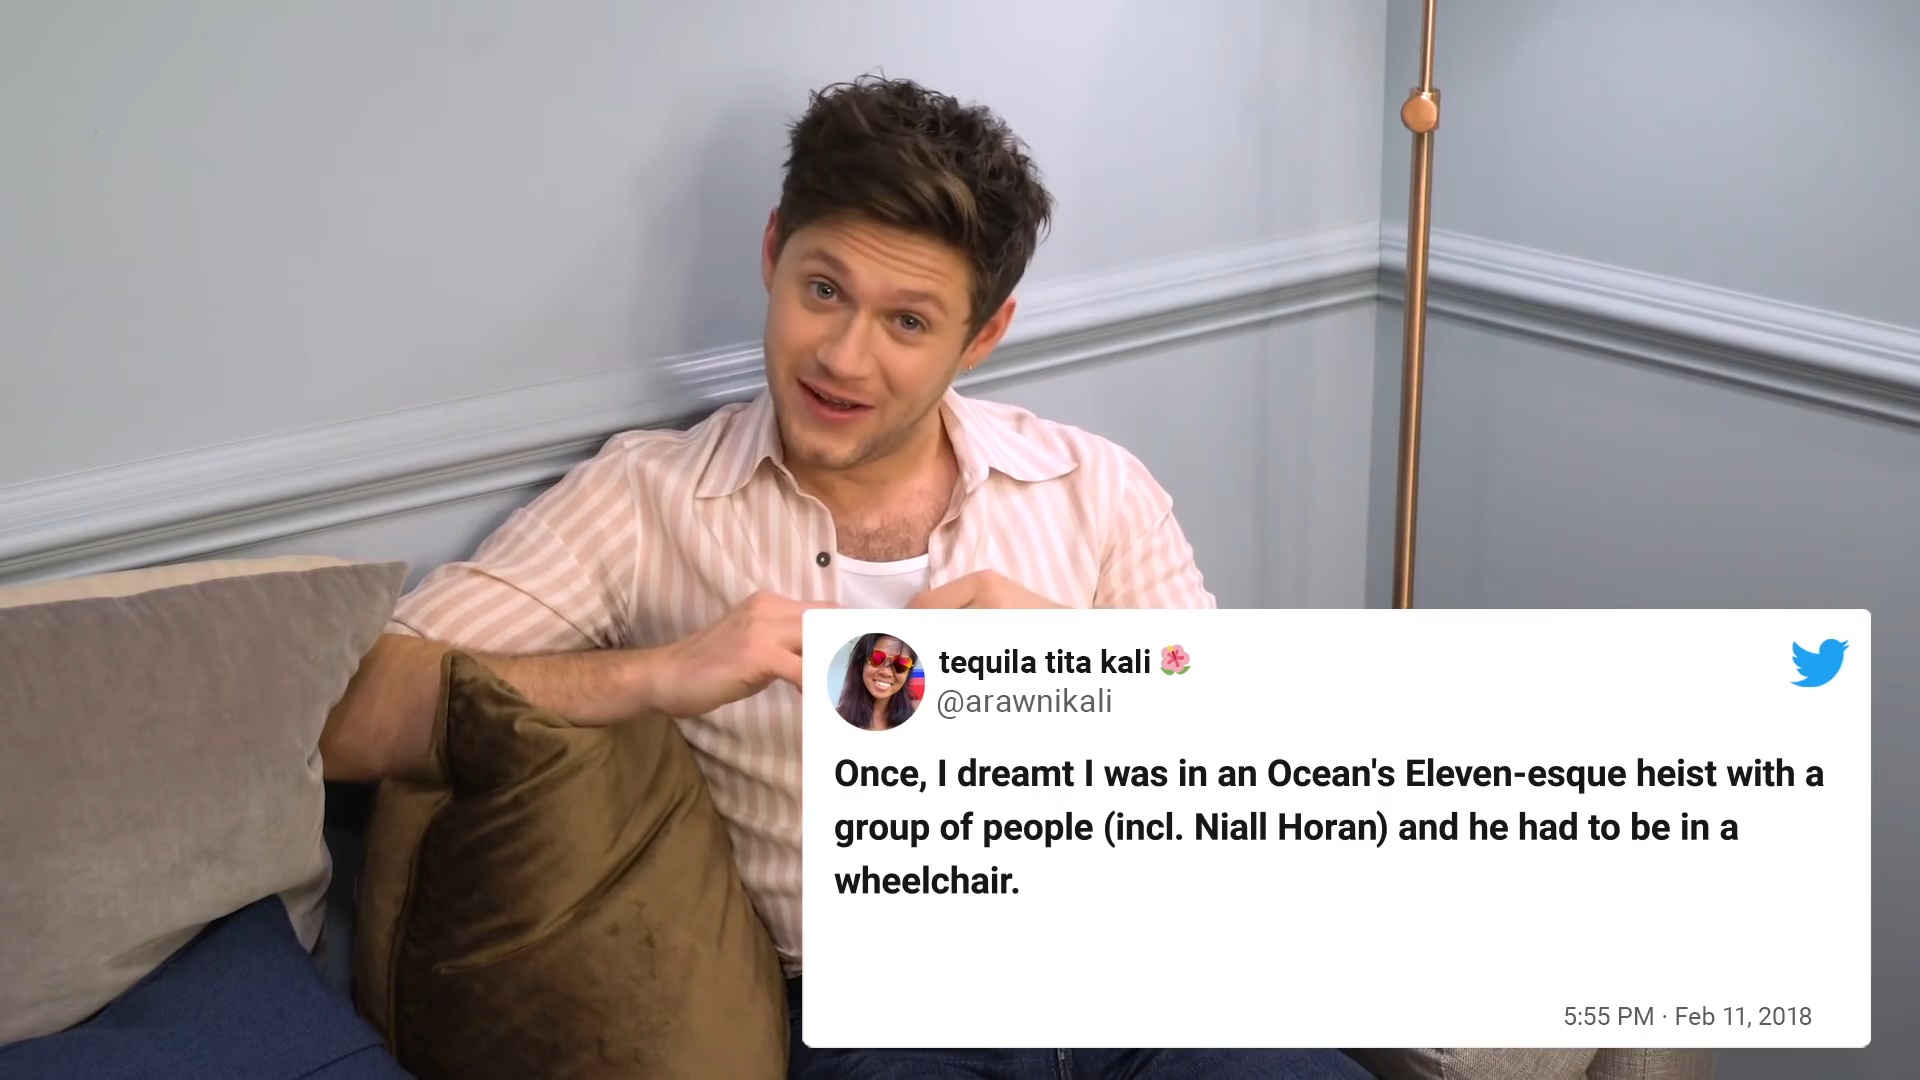 tequila tita kali 🌺
@arawnikali
Once, I dreamt I was in an Ocean's Eleven-esque heist with a
group of people (incl. Niall Horan) and he had to be in a
wheelchair.
5:55 PM · Feb 11, 2018